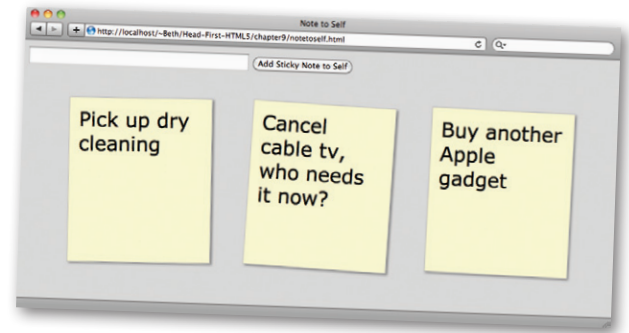 Note to Self
http://localhost/~Beth/Head-First-HTML5/chapter9/notetoself.html
Add Sticky Note to Self
Pick up dry
cleaning
Cancel
cable tv,
who needs
it now?
Buy another
Apple
gadget